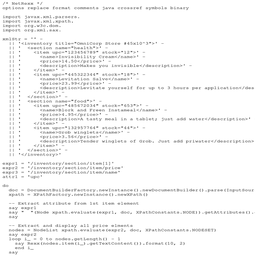 /* NetRexx */
options replace format comments java crossref symbols binary
import javax.xml.parsers.
import javax.xml.xpath.
import org.w3c.dom.
import org.xml.sax.
xmlStr = '' -
|| '<inventory title="OmniCorp Store #45x10^3">' -
|| ' <section name="health">' -
|| ' <item upc="123456789" stock="12">' -
|| ' <name>Invisibility Cream</name>' -
|| ' <price>14.50</price>' -
|| ' <description>Makes you invisible</description>' -
|| ' </item>' -
|| ' <item upc="445322344" stock="18">' -
|| ' <name>Levitation Salve</name>' -
|| ' <price>23.99</price>' -
|| ' <description>Levitate yourself for up to 3 hours per application</des
|| ' </item>' -
|| ' </section>' -
|| ' <section name="food">' -
|| ' <item upc="485672034" stock="653">' -
|| ' <name>Blork and Freen Instameal</name>' -
|| ' <price>4.95</price>' -
|| ' <description>A tasty meal in a tablet; just add water</description>'
|| ' </item>' -
|| ' <item upc="132957764" stock="44">' -
|| ' <name>Grob winglets</name>' -
|| ' <price>3.56</price>' -
|| ' <description>Tender winglets of Grob. Just add priwater</description>
|| ' </item>' -
|| ' </section>' -
|| '</inventory>'
expr1 = '/inventory/section/item[1]'
expr2 = '/inventory/section/item/price'
expr3 = '/inventory/section/item/name'
attr1 = 'upc'
do
doc = DocumentBuilderFactory.newInstance().newDocumentBuilder().parse(InputSour
xpath = XPathFactory.newInstance().newXPath()
-- Extract attribute from 1st item element
say expr1
say " "(Node xpath.evaluate(expr1, doc, XPathConstants.NODE)).getAttributes().
say
-- Extract and display all price elments
nodes = NodeList xpath.evaluate(expr2, doc, XPathConstants.NODESET)
say expr2
loop i_ = 0 to nodes.getLength() - 1
say Rexx(nodes.item(i_).getTextContent()).format(10, 2)
end i_
say